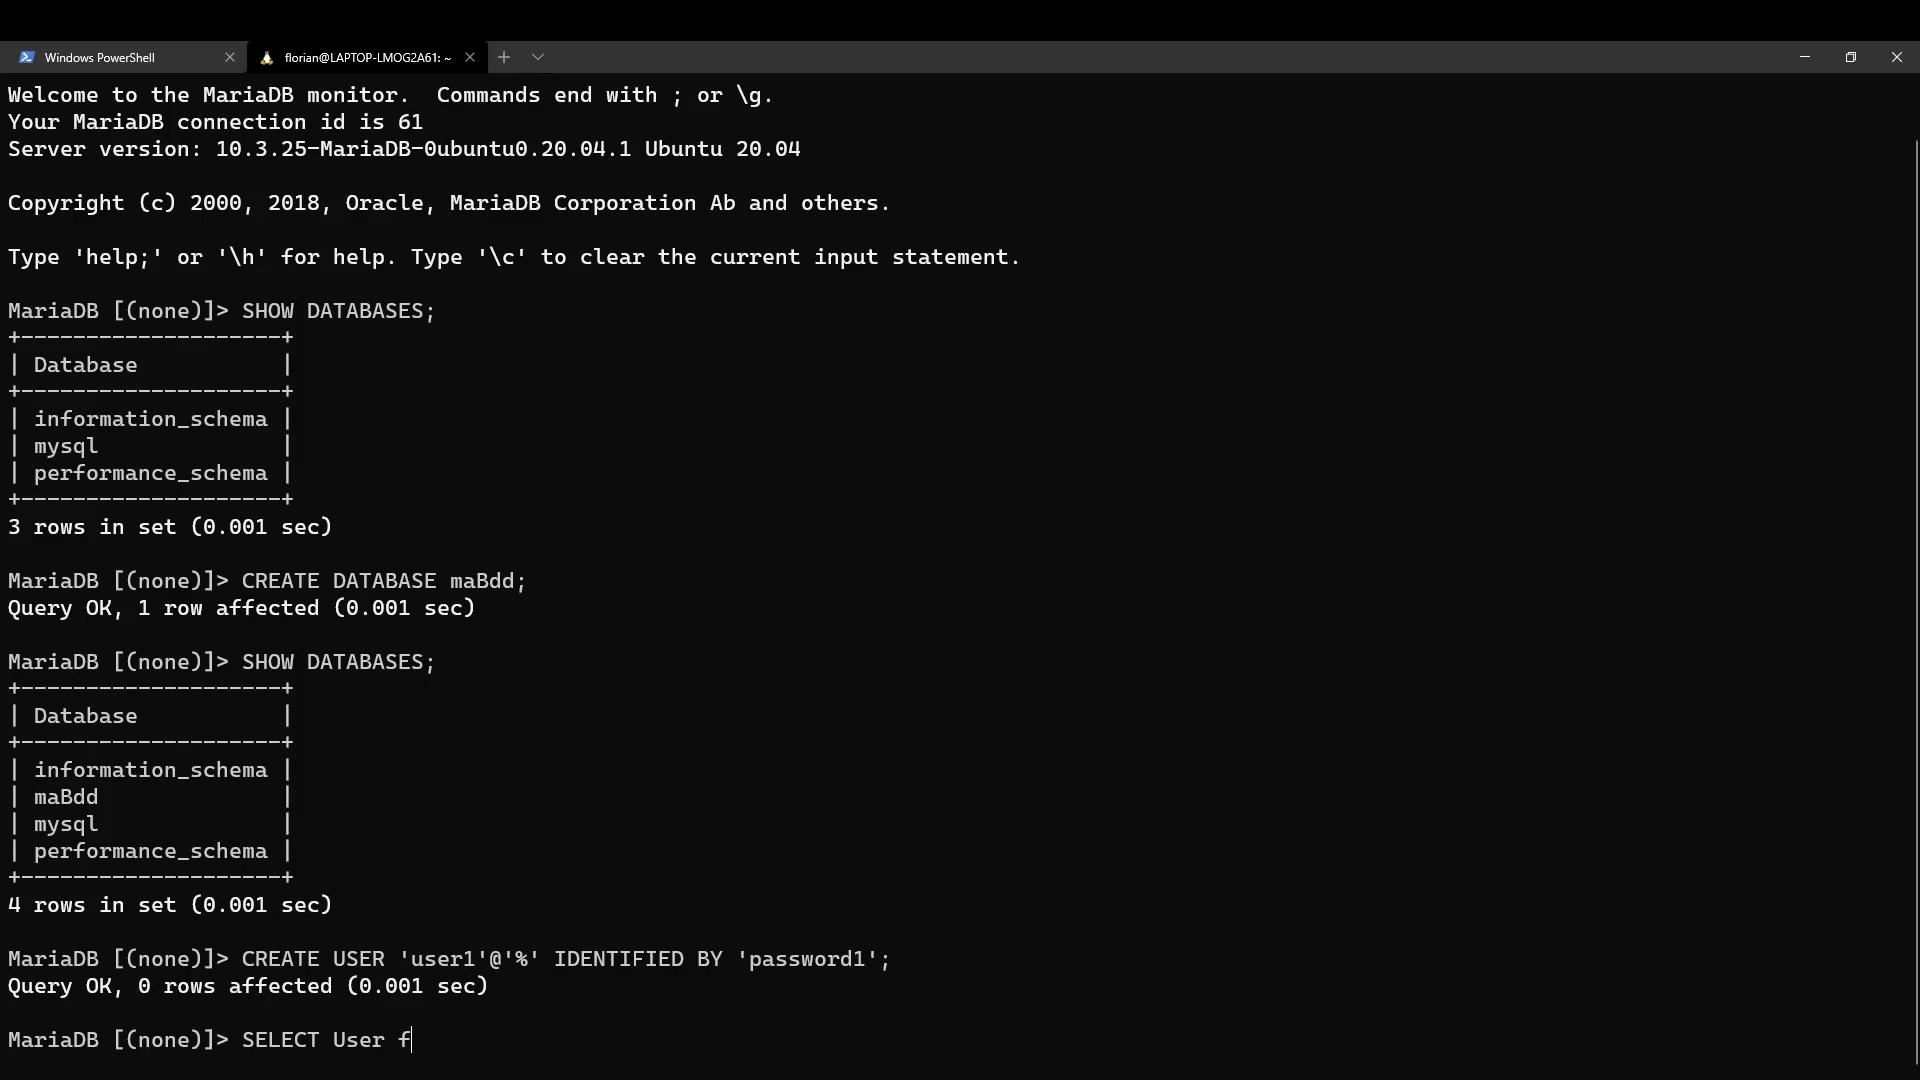 Windows PowerShell
florian@LAPTOP-LMOG2A61: ~
Welcome to the MariaDB monitor.  Commands end with ; or \g.
Your MariaDB connection id is 61
Server version: 10.3.25-MariaDB-0ubuntu0.20.04.1 Ubuntu 20.04

Copyright (c) 2000, 2018, Oracle, MariaDB Corporation Ab and others.

Type 'help;' or '\h' for help. Type '\c' to clear the current input statement.

MariaDB [(none)]> SHOW DATABASES;
+--------------------+
| Database           |
+--------------------+
| information_schema |
| mysql              |
| performance_schema |
+--------------------+
3 rows in set (0.001 sec)

MariaDB [(none)]> CREATE DATABASE maBdd;
Query OK, 1 row affected (0.001 sec)

MariaDB [(none)]> SHOW DATABASES;
+--------------------+
| Database           |
+--------------------+
| information_schema |
| maBdd              |
| mysql              |
| performance_schema |
+--------------------+
4 rows in set (0.001 sec)

MariaDB [(none)]> CREATE USER 'user1'@'%' IDENTIFIED BY 'password1';
Query OK, 0 rows affected (0.001 sec)

MariaDB [(none)]> SELECT User f